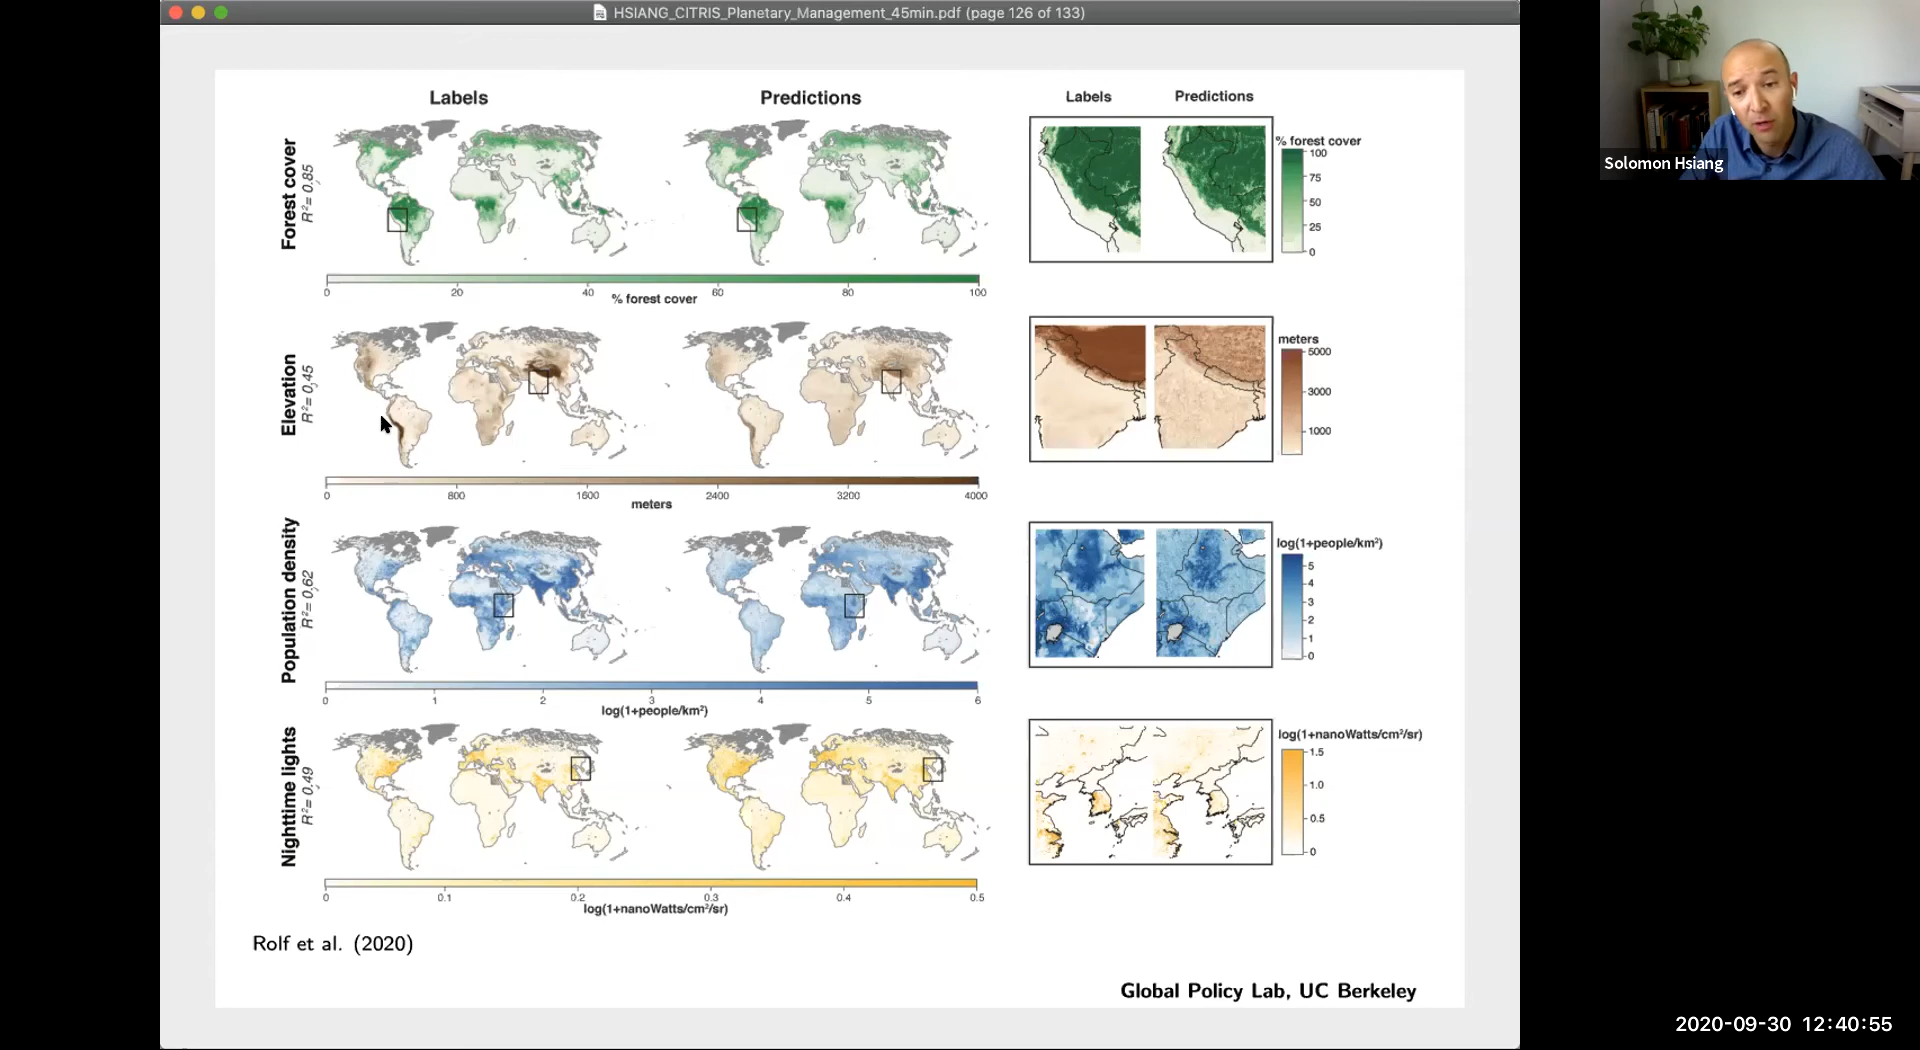 HSIANG_CITRIS_Planetary_Management_45min.pdf (page 126 of 133)
Labels
Predictions
Labels
Predictions
Forest cover
R²= 0.85
0 20 40 60 80 100
% forest cover
% forest cover
100
75
50
25
0
Elevation
R²= 0.45
0 800 1600 2400 3200 4000
meters
meters
5000
3000
1000
Population density
R²= 0.62
0 1 2 3 4 5 6
log(1+people/km²)
log(1+people/km²)
5
4
3
2
1
0
Nighttime lights
R²= 0.49
0 0.1 0.2 0.3 0.4 0.5
log(1+nanoWatts/cm²/sr)
log(1+nanoWatts/cm²/sr)
1.5
1.0
0.5
0
Rolf et al. (2020)
Global Policy Lab, UC Berkeley
Solomon Hsiang
2020-09-30 12:40:55